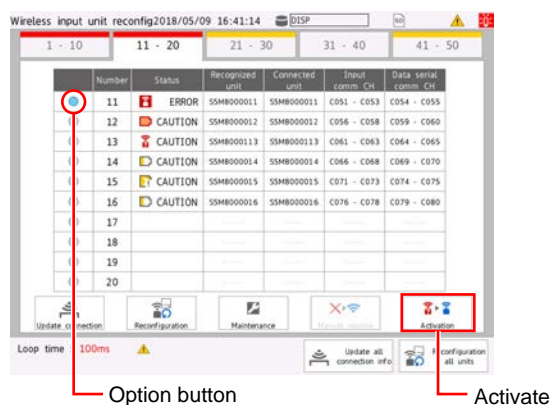 Wireless input unit reconfig 2018/05/09 16:41:14 DISP SD
1 - 10 11 - 20 21 - 30 31 - 40 41 - 50
Number Status Recognized unit Connected unit Input comm CH Data serial comm CH
11 ERROR SSMB000011 SSMB000011 C051 - C053 C054 - C055
12 CAUTION SSMB000012 SSMB000012 C056 - C058 C059 - C060
13 CAUTION SSMB000113 SSMB000113 C061 - C063 C064 - C065
14 CAUTION SSMB000014 SSMB000014 C066 - C068 C069 - C070
15 CAUTION SSMB000015 SSMB000015 C071 - C073 C074 - C075
16 CAUTION SSMB000016 SSMB000016 C076 - C078 C079 - C080
17
18
19
20
Update connection Reconfiguration Maintenance Manual resolve Activation
Loop time 100ms Update all connection info Reconfiguration all units
Option button Activate